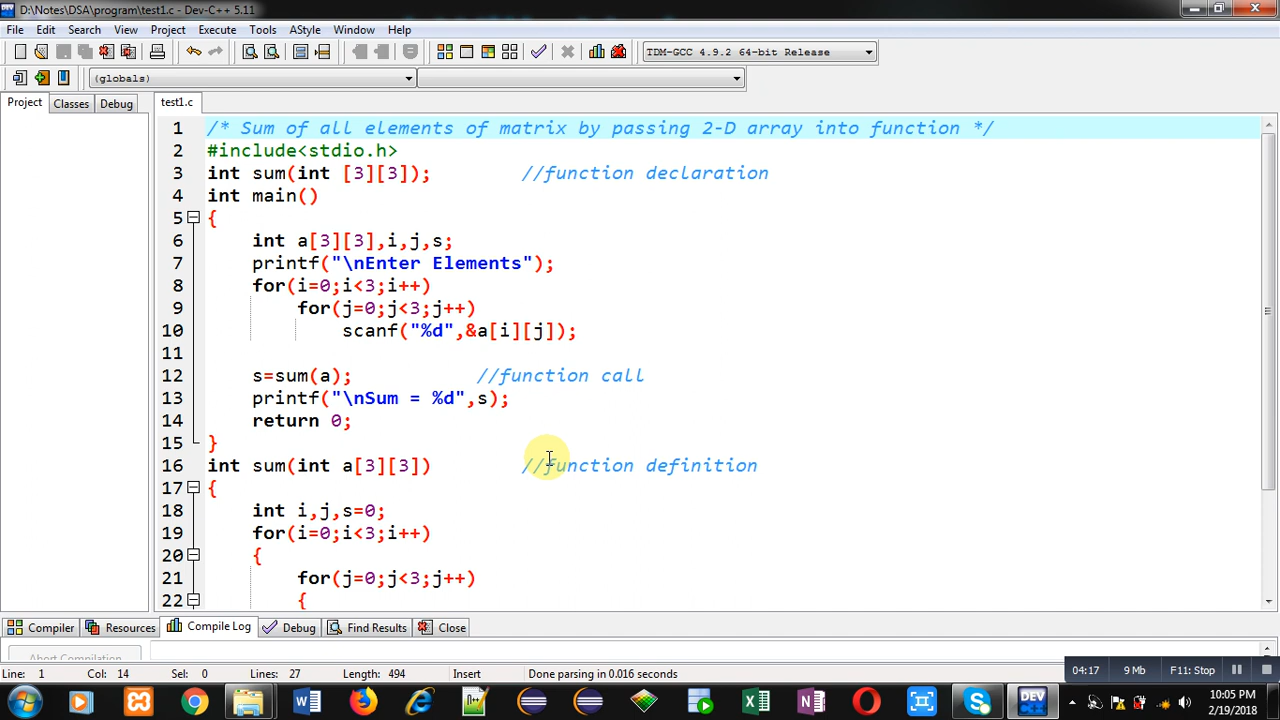 D:\Notes\DSA\program\test1.c - Dev-C++ 5.11
File Edit Search View Project Execute Tools AStyle Window Help
TDM-GCC 4.9.2 64-bit Release
(globals)
Project Classes Debug test1.c
1 /* Sum of all elements of matrix by passing 2-D array into function */
2 #include<stdio.h>
3 int sum(int [3][3]); //function declaration
4 int main()
5 {
6 int a[3][3],i,j,s;
7 printf("\nEnter Elements");
8 for(i=0;i<3;i++)
9 for(j=0;j<3;j++)
10 scanf("%d",&a[i][j]);
11
12 s=sum(a); //function call
13 printf("\nSum = %d",s);
14 return 0;
15 }
16 int sum(int a[3][3]) //function definition
17 {
18 int i,j,s=0;
19 for(i=0;i<3;i++)
20 {
21 for(j=0;j<3;j++)
22 {
Compiler Resources Compile Log Debug Find Results Close
Abort Compilation
Line: 1 Col: 14 Sel: 0 Lines: 27 Length: 494 Insert Done parsing in 0.016 seconds
04:17 9 Mb F11: Stop
DEV
10:05 PM
2/19/2018